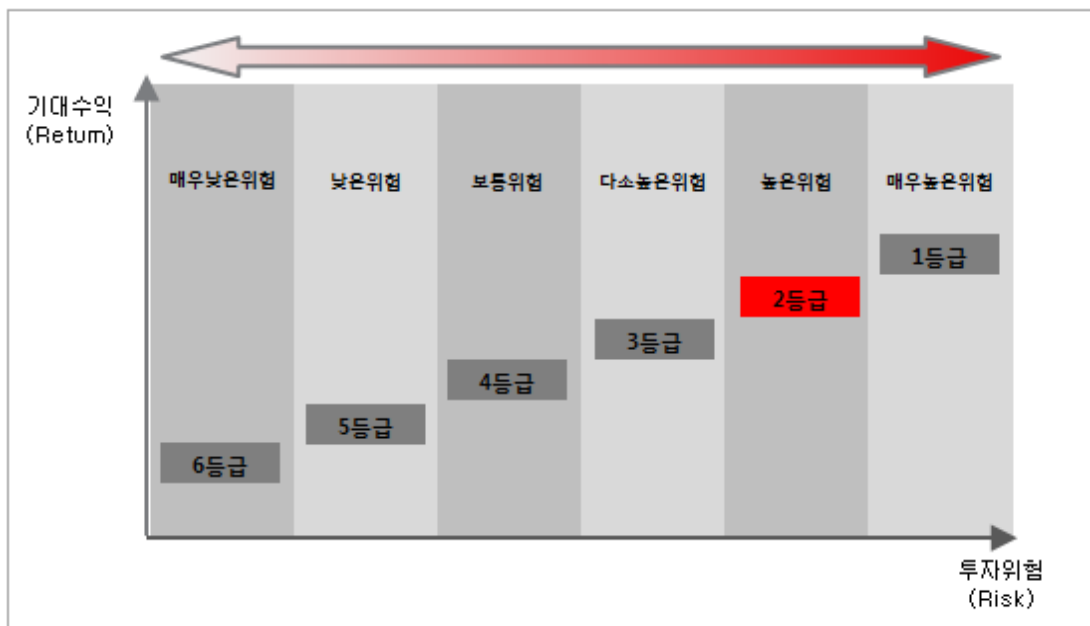 기대수익
(Return)
매우낮은위험 낮은위험 보통위험 다소높은위험 높은위험 매우높은위험
1등급
2등급
3등급
4등급
5등급
6등급
투자위험
(Risk)